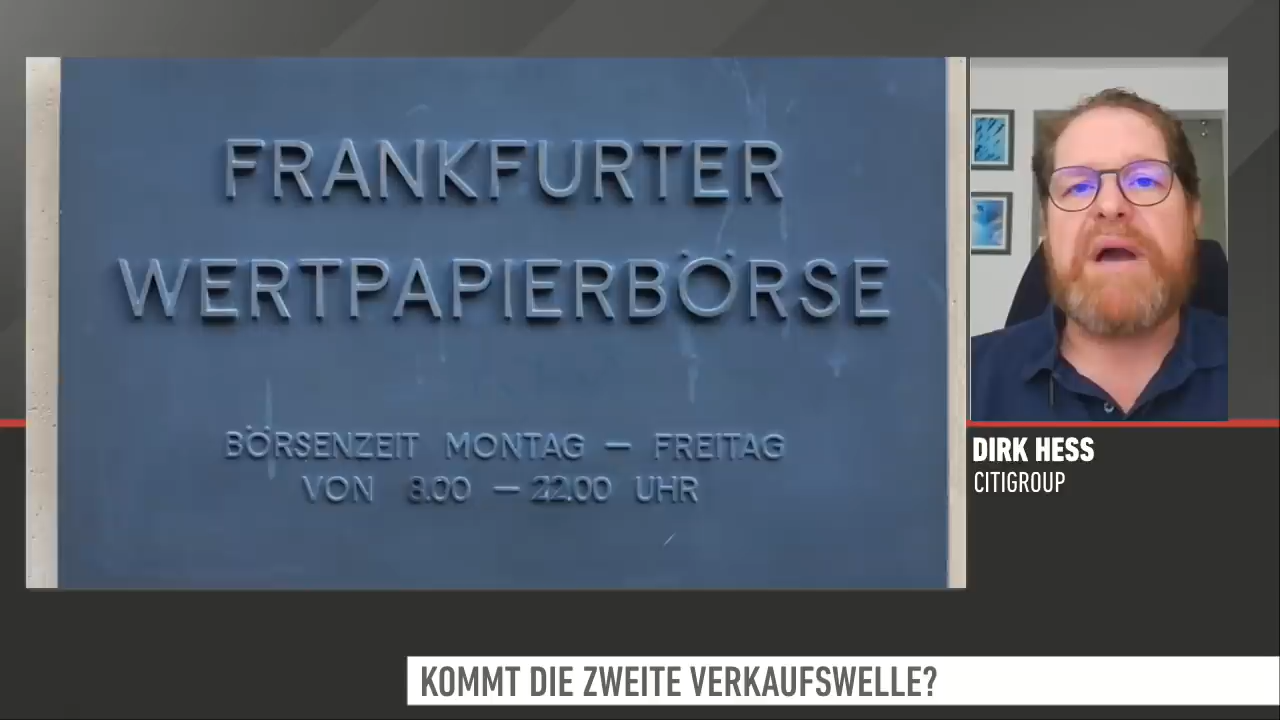 FRANKFURTER
WERTPAPIERBÖRSE
BÖRSENZEIT MONTAG – FREITAG
VON 8.00 – 22.00 UHR
DIRK HESS
CITIGROUP
KOMMT DIE ZWEITE VERKAUFSWELLE?